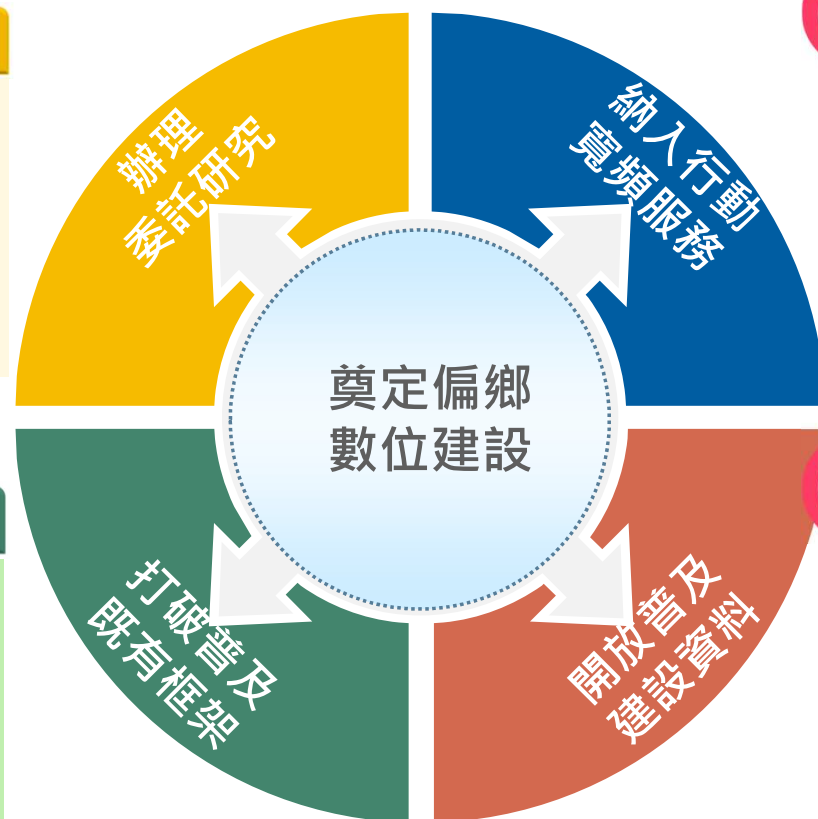 辦理
委託研究
納入行動
寬頻服務
奠定偏鄉
數位建設
打破普及
既有框架
開放普及
建設資料